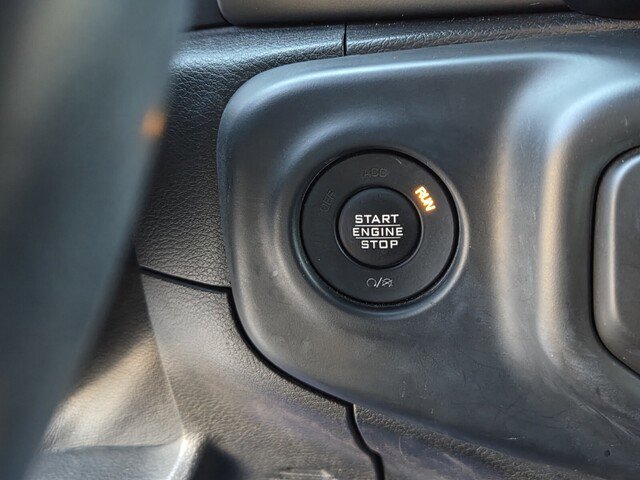 OFF
ACC
RUN
START
ENGINE
STOP